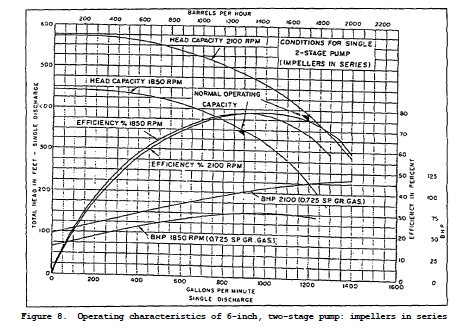 BARRELS PER HOUR
200 400 600 800 1000 1200 1400 1600 1800 2000 2200
600
HEAD CAPACITY 2100 RPM
CONDITIONS FOR SINGLE
2-STAGE PUMP
(IMPELLERS IN SERIES)
500
HEAD CAPACITY 1850 RPM
NORMAL OPERATING
CAPACITY
400
80
EFFICIENCY % 1850 RPM
70
300
EFFICIENCY % 2100 RPM
60
200
50 125
BHP 2100 (0.725 SP GR. GAS.)
40 100
100
30 75
BHP 1850 RPM (0.725 SP GR. GAS.)
20 50
10 25
0
0 0
0 200 400 600 800 1000 1200 1400 1600
TOTAL HEAD IN FEET - SINGLE DISCHARGE
EFFICIENCY IN PERCENT
BHP
GALLONS PER MINUTE
SINGLE DISCHARGE
Figure 8. Operating characteristics of 6-inch, two-stage pump: impellers in series